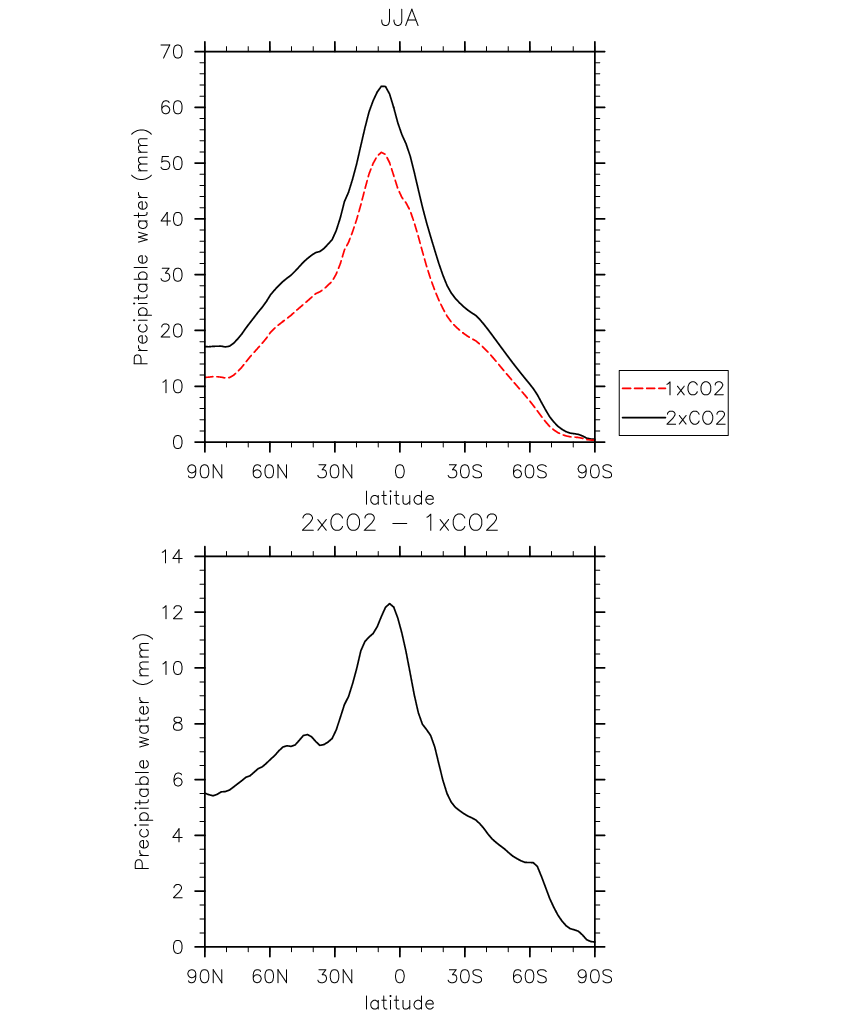 JJA
70
60
50
40
30
20
10
0
Precipitable water (mm)
90N 60N 30N 0 30S 60S 90S
latitude
1xCO2
2xCO2
2xCO2 − 1xCO2
14
12
10
8
6
4
2
0
Precipitable water (mm)
90N 60N 30N 0 30S 60S 90S
latitude